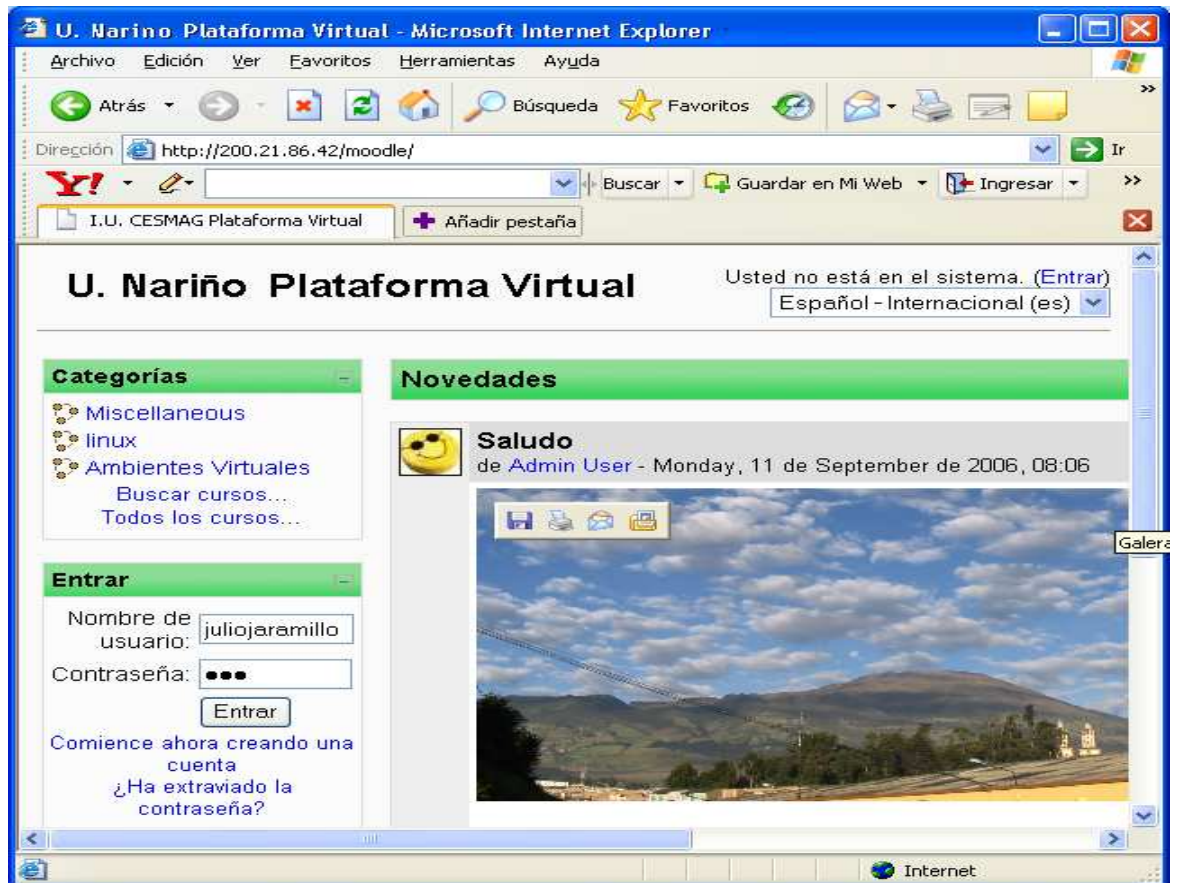 U. Narino Plataforma Virtual - Microsoft Internet Explorer
Archivo Edición Ver Favoritos Herramientas Ayuda
Atrás Búsqueda Favoritos »
Dirección http://200.21.86.42/moodle/ Ir
Y! Buscar Guardar en Mi Web Ingresar »
I.U. CESMAG Plataforma Virtual Añadir pestaña
U. Nariño Plataforma Virtual
Usted no está en el sistema. (Entrar)
Español - Internacional (es)
Categorías
Miscellaneous
linux
Ambientes Virtuales
Buscar cursos...
Todos los cursos...
Entrar
Nombre de
usuario: juliojaramillo
Contraseña: •••
Entrar
Comience ahora creando una
cuenta
¿Ha extraviado la
contraseña?
Novedades
Saludo
de Admin User - Monday, 11 de September de 2006, 08:06
Galera
Internet